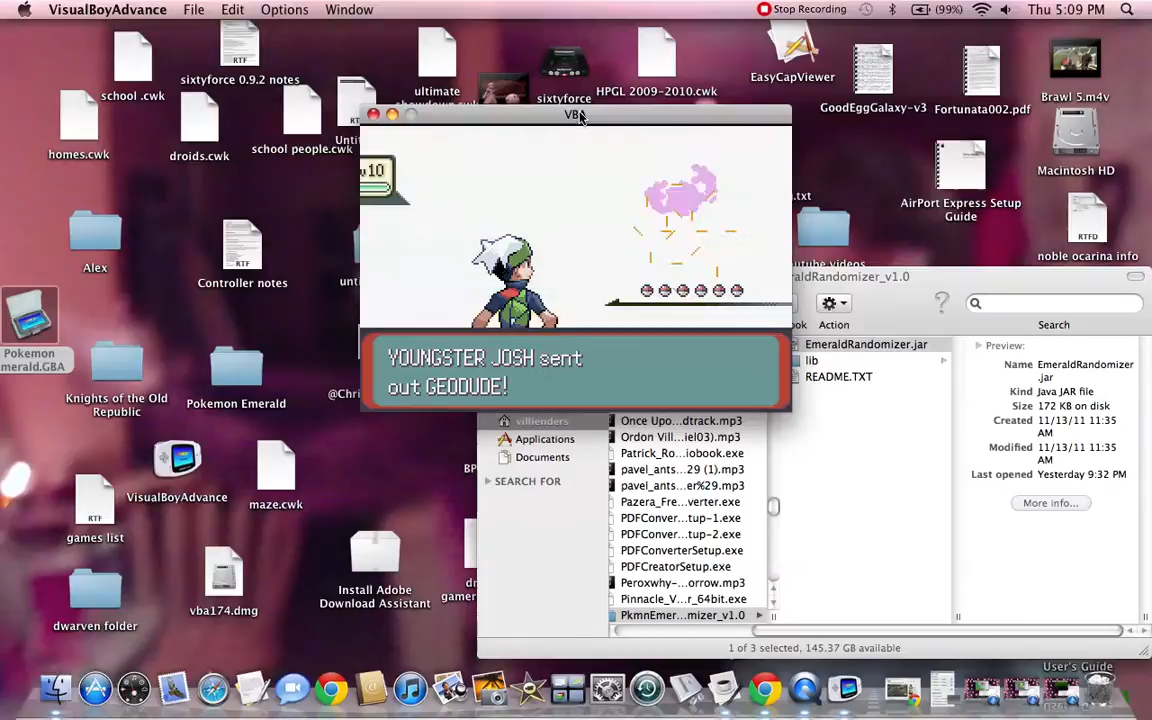 VisualBoyAdvance File Edit Options Window
Stop Recording (99%) Thu 5:09 PM
school .cwk
sixtyforce 0.9.2 notes
ultimate
sixtyforce
HPGL 2009-2010.cwk
EasyCapViewer
GoodEggGalaxy-v3
Fortunata002.pdf
Brawl 5.m4v
homes.cwk
droids.cwk
school people.cwk
Macintosh HD
AirPort Express Setup
Guide
noble ocarina info
Alex
Controller notes
Pokemon
emerald.GBA
Knights of the Old
Republic
Pokemon Emerald
VisualBoyAdvance
maze.cwk
games list
vba174.dmg
Install Adobe
Download Assistant
dwarven folder
YOUNGSTER JOSH sent
out GEODUDE!
eraldRandomizer_v1.0
Action
Search
EmeraldRandomizer.jar
lib
README.TXT
Preview:
Name EmeraldRandomizer
.jar
Kind Java JAR file
Size 172 KB on disk
Created 11/13/11 11:35
AM
Modified 11/13/11 11:35
AM
Last opened Yesterday 9:32 PM
More info...
Applications
Documents
SEARCH FOR
Once Upo...dtrack.mp3
Ordon Vill...iel03).mp3
Patrick_Ro...iobook.exe
pavel_ants...29 (1).mp3
pavel_ants...er%29.mp3
Pazera_Fre...verter.exe
PDFConver...tup-1.exe
PDFConver...tup-2.exe
PDFConverterSetup.exe
PDFCreatorSetup.exe
Peroxwhy-...orrow.mp3
Pinnacle_V...r_64bit.exe
PkmnEmer...mizer_v1.0
1 of 3 selected, 145.37 GB available
User's Guide